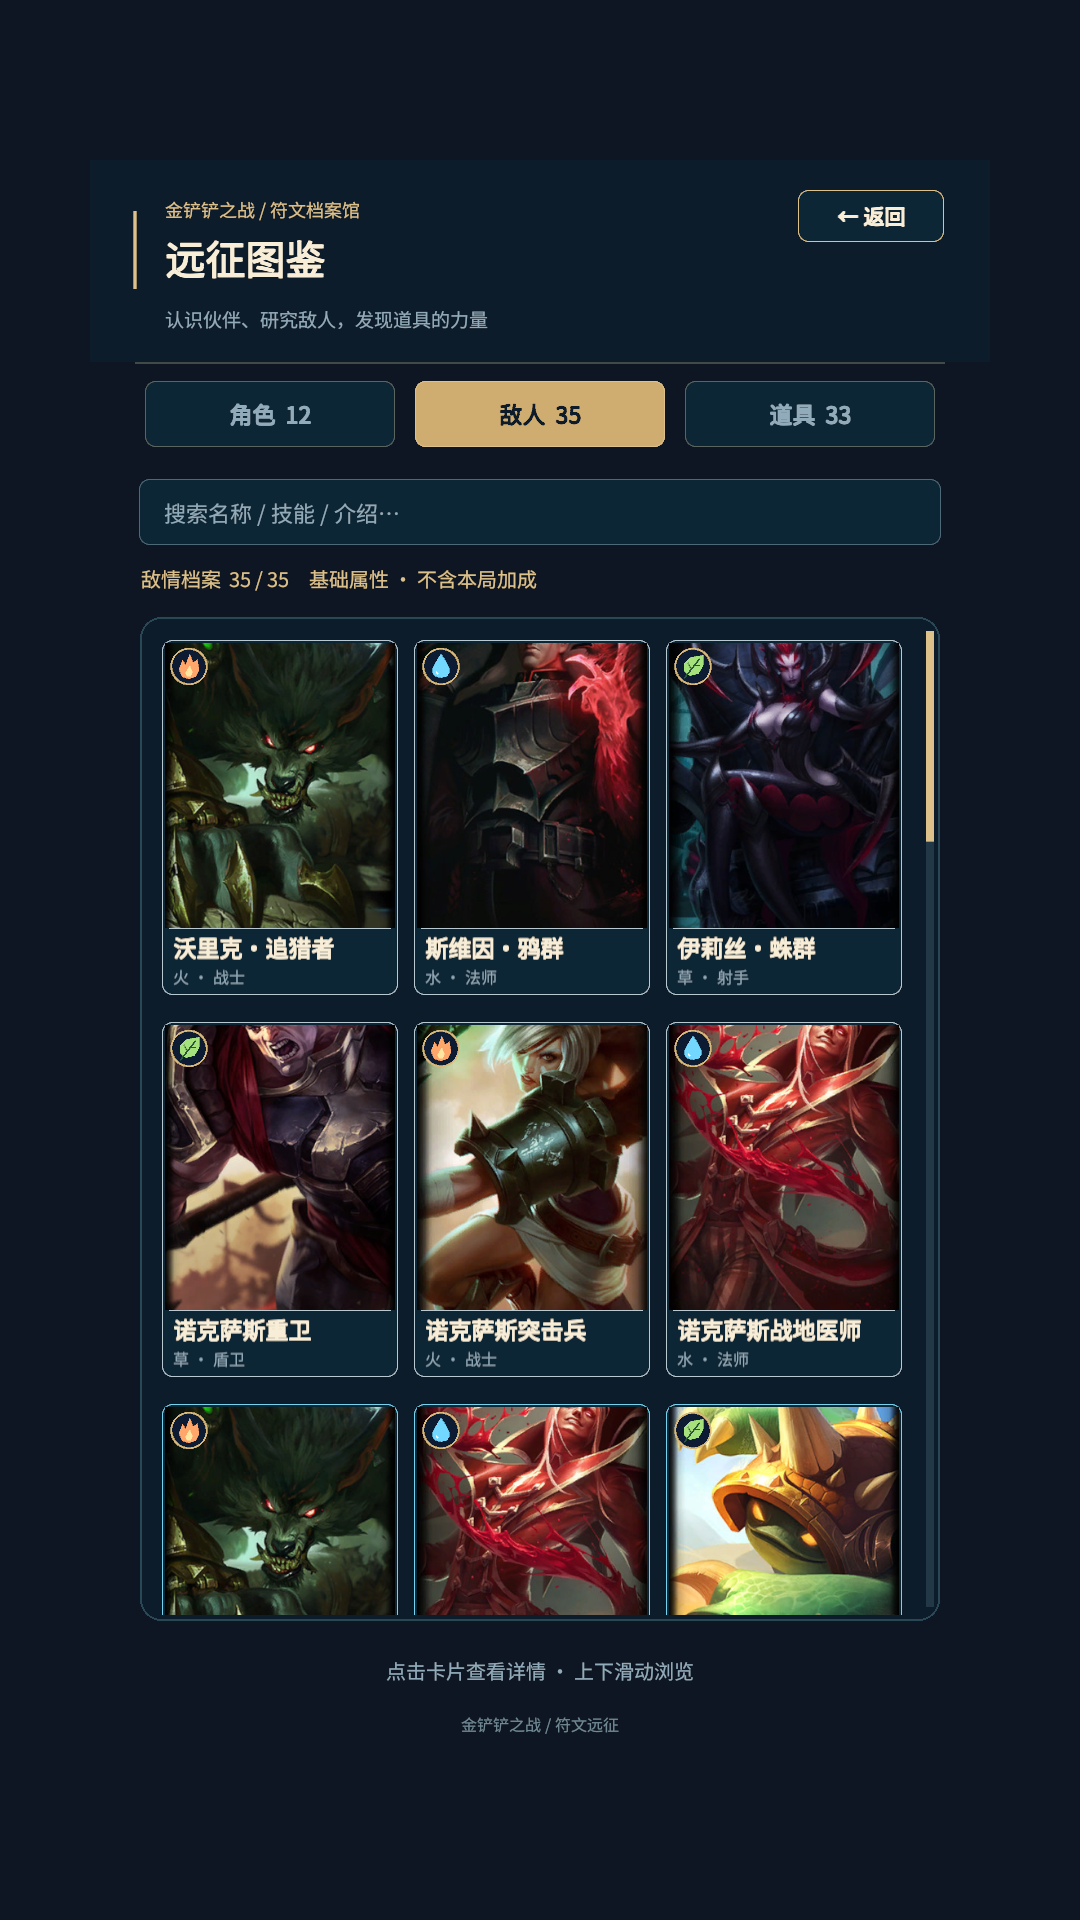 金铲铲之战 / 符文档案馆
← 返回
远征图鉴
认识伙伴、研究敌人，发现道具的力量
角色 12
敌人 35
道具 33
搜索名称 / 技能 / 介绍…
敌情档案 35 / 35 基础属性 · 不含本局加成
沃里克·追猎者
火 · 战士
斯维因·鸦群
水 · 法师
伊莉丝·蛛群
草 · 射手
诺克萨斯重卫
草 · 盾卫
诺克萨斯突击兵
火 · 战士
诺克萨斯战地医师
水 · 法师
点击卡片查看详情 · 上下滑动浏览
金铲铲之战 / 符文远征